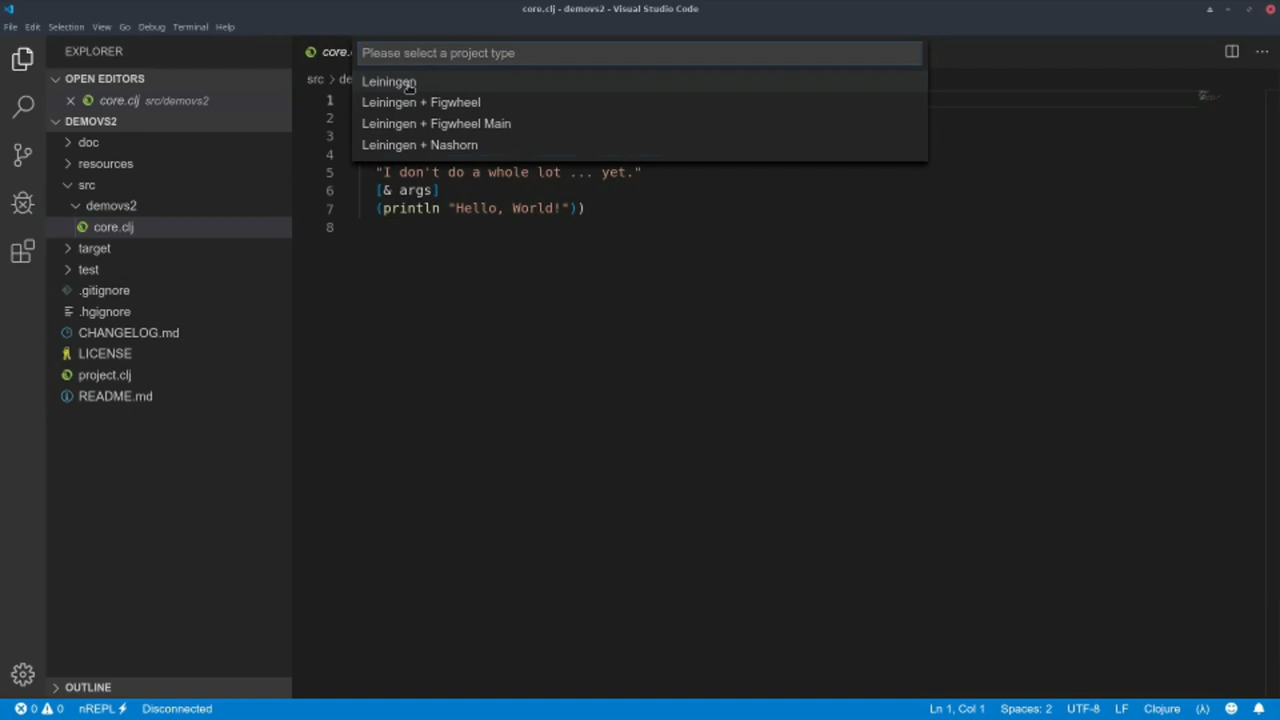 core.clj - demovs2 - Visual Studio Code
File Edit Selection View Go Debug Terminal Help
EXPLORER
OPEN EDITORS
core.clj src/demovs2
DEMOVS2
doc
resources
src
demovs2
core.clj
target
test
.gitignore
.hgignore
CHANGELOG.md
LICENSE
project.clj
README.md
OUTLINE
core.
Please select a project type
src > de
Leiningen
Leiningen + Figwheel
Leiningen + Figwheel Main
Leiningen + Nashorn
1
2
3
4
5 "I don't do a whole lot ... yet."
6 [& args]
7 (println "Hello, World!"))
8
0 0 nREPL Disconnected Ln 1, Col 1 Spaces: 2 UTF-8 LF Clojure (λ)